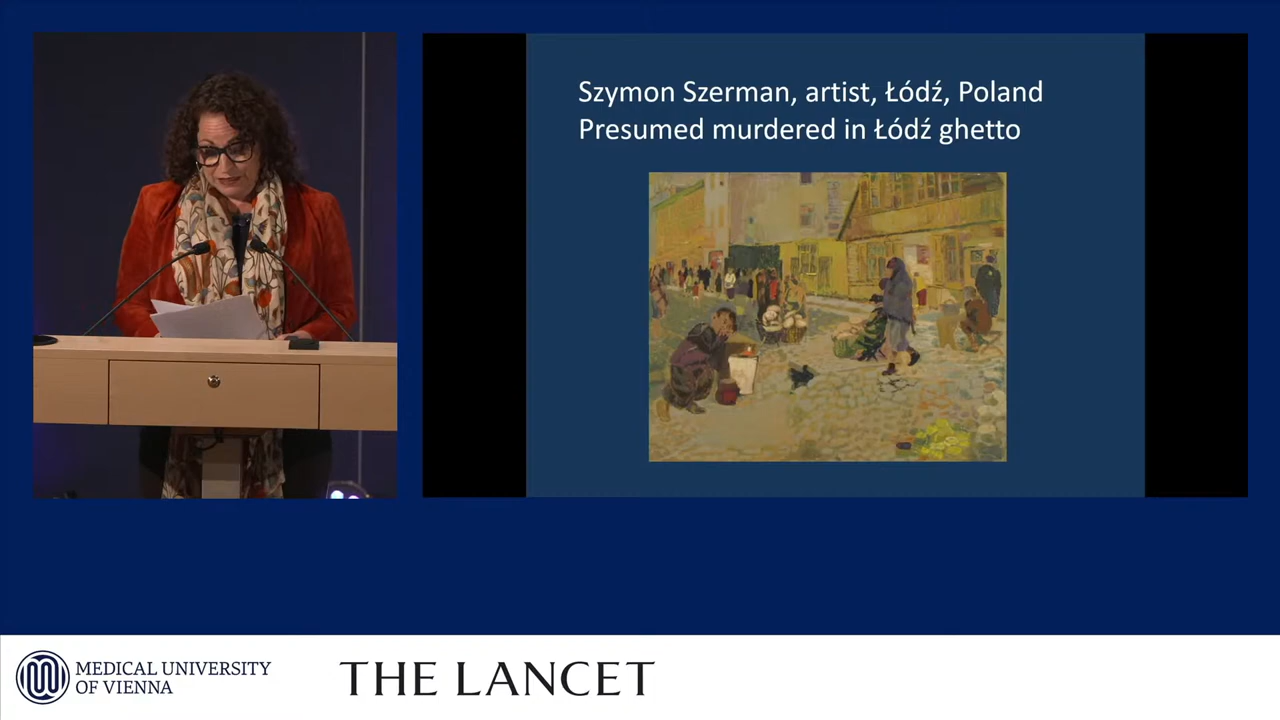 Szymon Szerman, artist, Łódź, Poland
Presumed murdered in Łódź ghetto
MEDICAL UNIVERSITY
OF VIENNA
THE LANCET